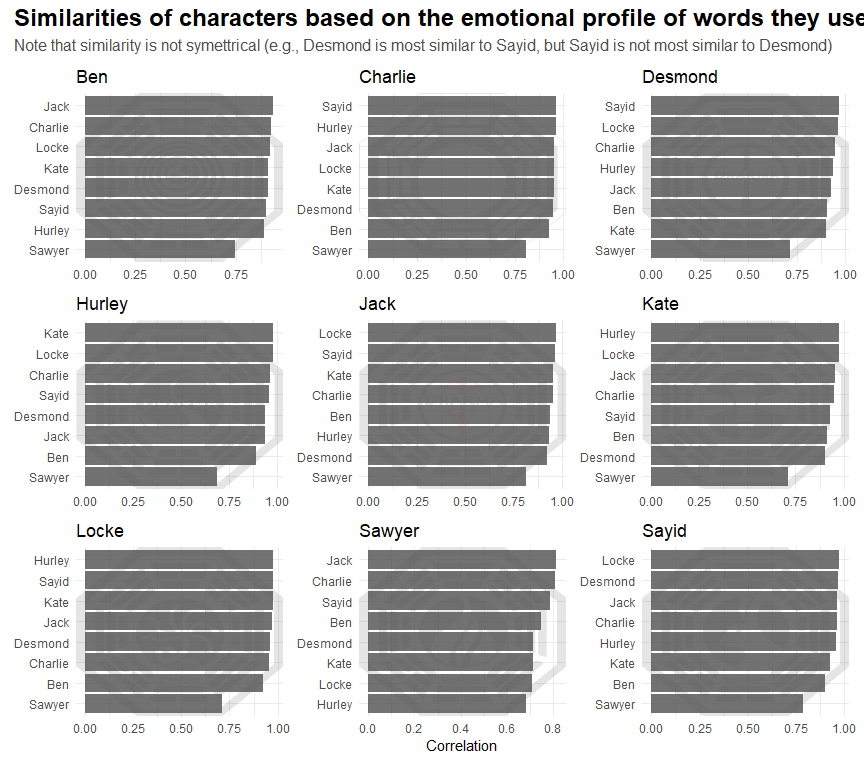 Similarities of characters based on the emotional profile of words they use
Note that similarity is not symettrical (e.g., Desmond is most similar to Sayid, but Sayid is not most similar to Desmond)
Ben
Jack
Charlie
Locke
Kate
Desmond
Sayid
Hurley
Sawyer
0.00 0.25 0.50 0.75
Charlie
Sayid
Hurley
Jack
Locke
Kate
Desmond
Ben
Sawyer
0.00 0.25 0.50 0.75 1.00
Desmond
Sayid
Locke
Charlie
Hurley
Jack
Ben
Kate
Sawyer
0.00 0.25 0.50 0.75 1.00
Hurley
Kate
Locke
Charlie
Sayid
Desmond
Jack
Ben
Sawyer
0.00 0.25 0.50 0.75 1.00
Jack
Locke
Sayid
Kate
Charlie
Ben
Hurley
Desmond
Sawyer
0.00 0.25 0.50 0.75 1.00
Kate
Hurley
Locke
Jack
Charlie
Sayid
Ben
Desmond
Sawyer
0.00 0.25 0.50 0.75 1.00
Locke
Hurley
Sayid
Kate
Jack
Desmond
Charlie
Ben
Sawyer
0.00 0.25 0.50 0.75 1.00
Sawyer
Jack
Charlie
Sayid
Ben
Desmond
Kate
Locke
Hurley
0.0 0.2 0.4 0.6 0.8
Sayid
Locke
Desmond
Jack
Charlie
Hurley
Kate
Ben
Sawyer
0.00 0.25 0.50 0.75 1.00
Correlation